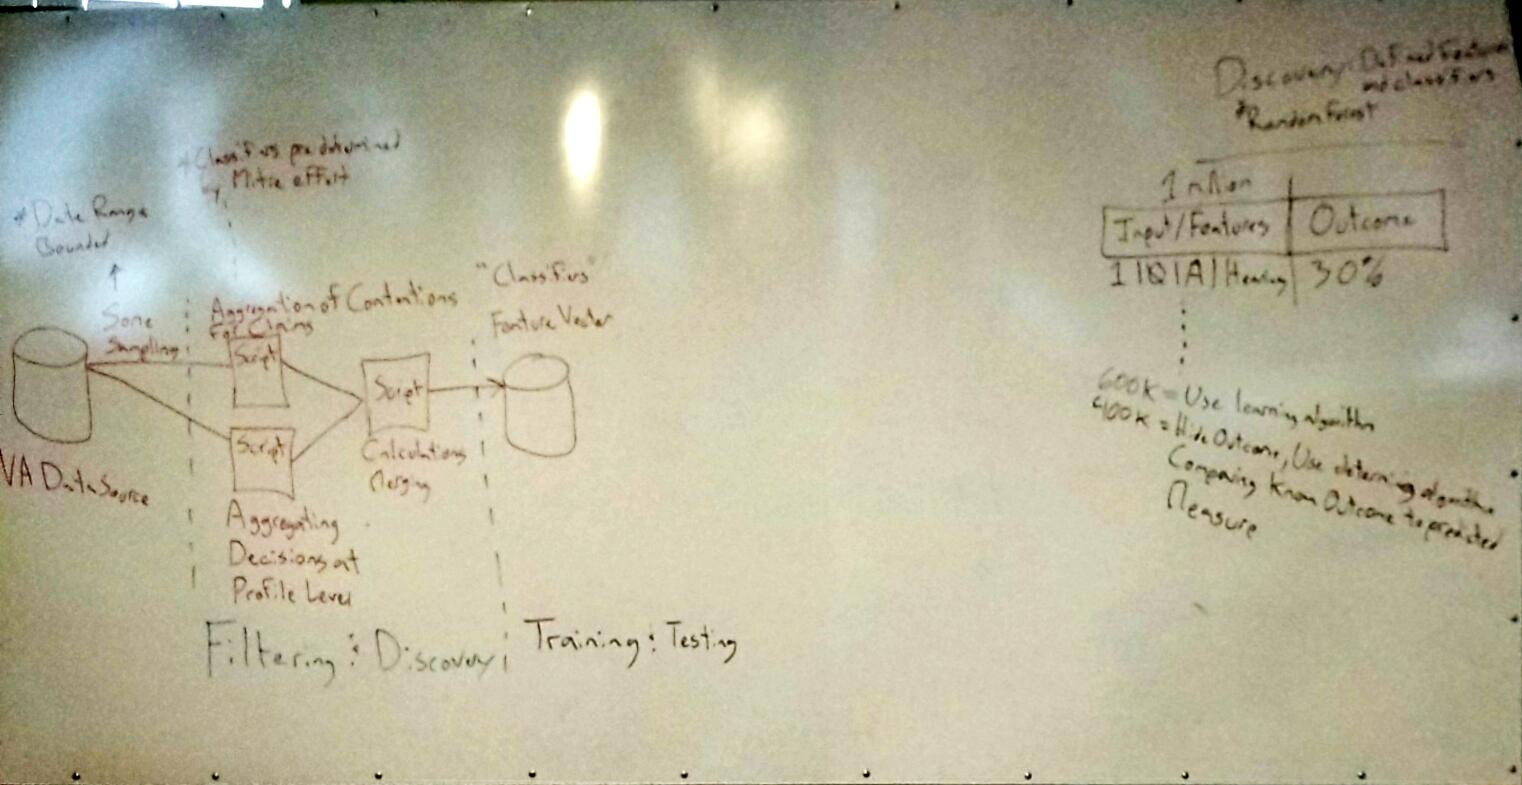 Discovery: Defined Features
and classifiers
*Random Forest
*Classifiers predetermined
by Mitre effort
*Date Range
Bounded
Some
Sampling
Aggregation of Contentions
For Claims
Script
Script
Aggregating
Decisions at
Profile Level
VA Data Source
Script
Calculations
Merging
"Classifiers"
Feature Vector
Filtering : Discovery
Training : Testing
1 million
Input/Features | Outcome
1 | Q | A | Hearing | 30%
600K = Use learning algorithm
400K = Hide Outcome, Use determining algorithm
Comparing Known Outcome to predicted
Measure